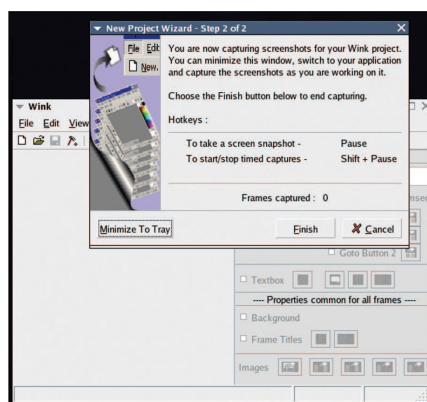 New Project Wizard - Step 2 of 2
File Edit
New.
You are now capturing screenshots for your Wink project.
You can minimize this window, switch to your application
and capture the screenshots as you are working on it.
Choose the Finish button below to end capturing.
Hotkeys :
To take a screen snapshot - Pause
To start/stop timed captures - Shift + Pause
Frames captured : 0
Minimize To Tray Finish Cancel
Wink
File Edit View
Goto Button 2
Textbox
---- Properties common for all frames ----
Background
Frame Titles
Images